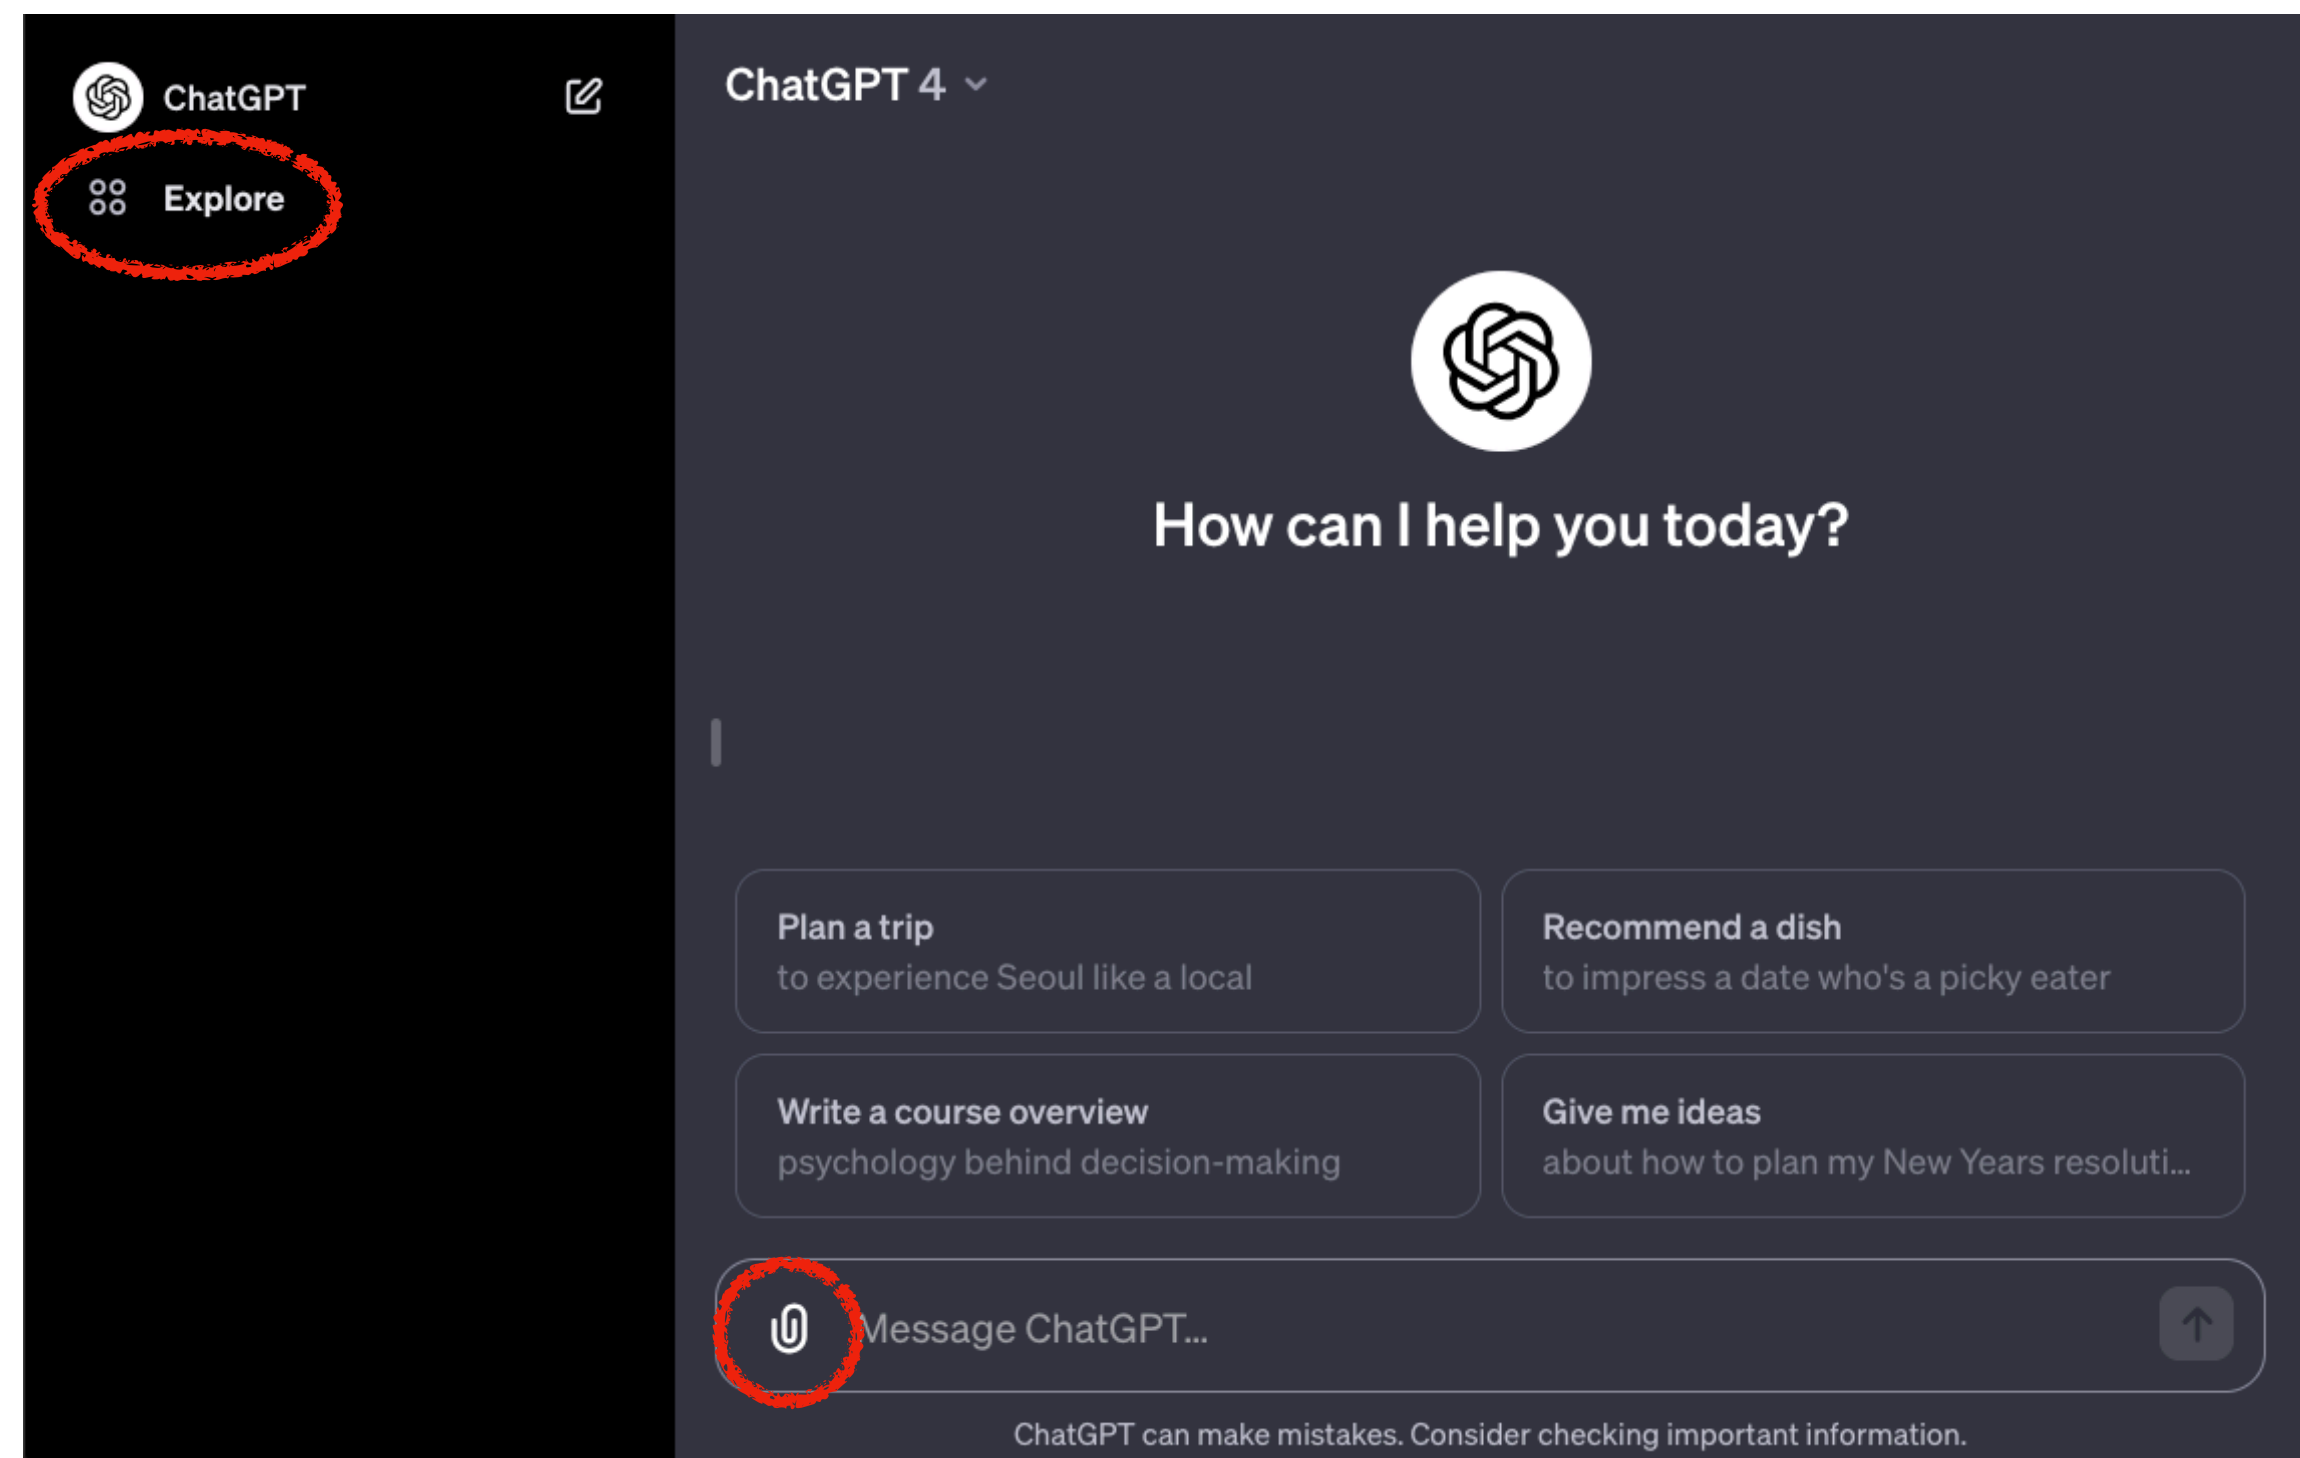 ChatGPT
Explore
ChatGPT 4
How can I help you today?
Plan a trip
to experience Seoul like a local
Recommend a dish
to impress a date who's a picky eater
Write a course overview
psychology behind decision-making
Give me ideas
about how to plan my New Years resoluti...
Message ChatGPT...
ChatGPT can make mistakes. Consider checking important information.